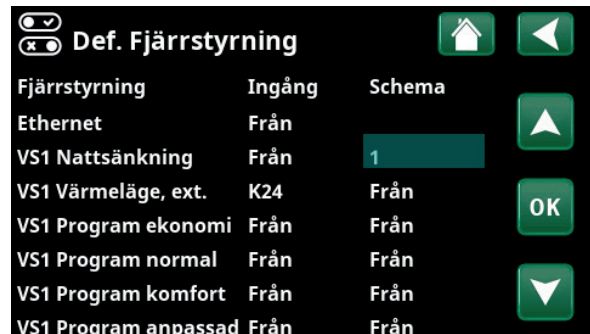 Def. Fjärrstyrning
Fjärrstyrning Ingång Schema
Ethernet Från
VS1 Nattsänkning Från 1
VS1 Värmeläge, ext. K24 Från
OK
VS1 Program ekonomi Från Från
VS1 Program normal Från Från
VS1 Program komfort Från Från
VS1 Program anpassad Från Från